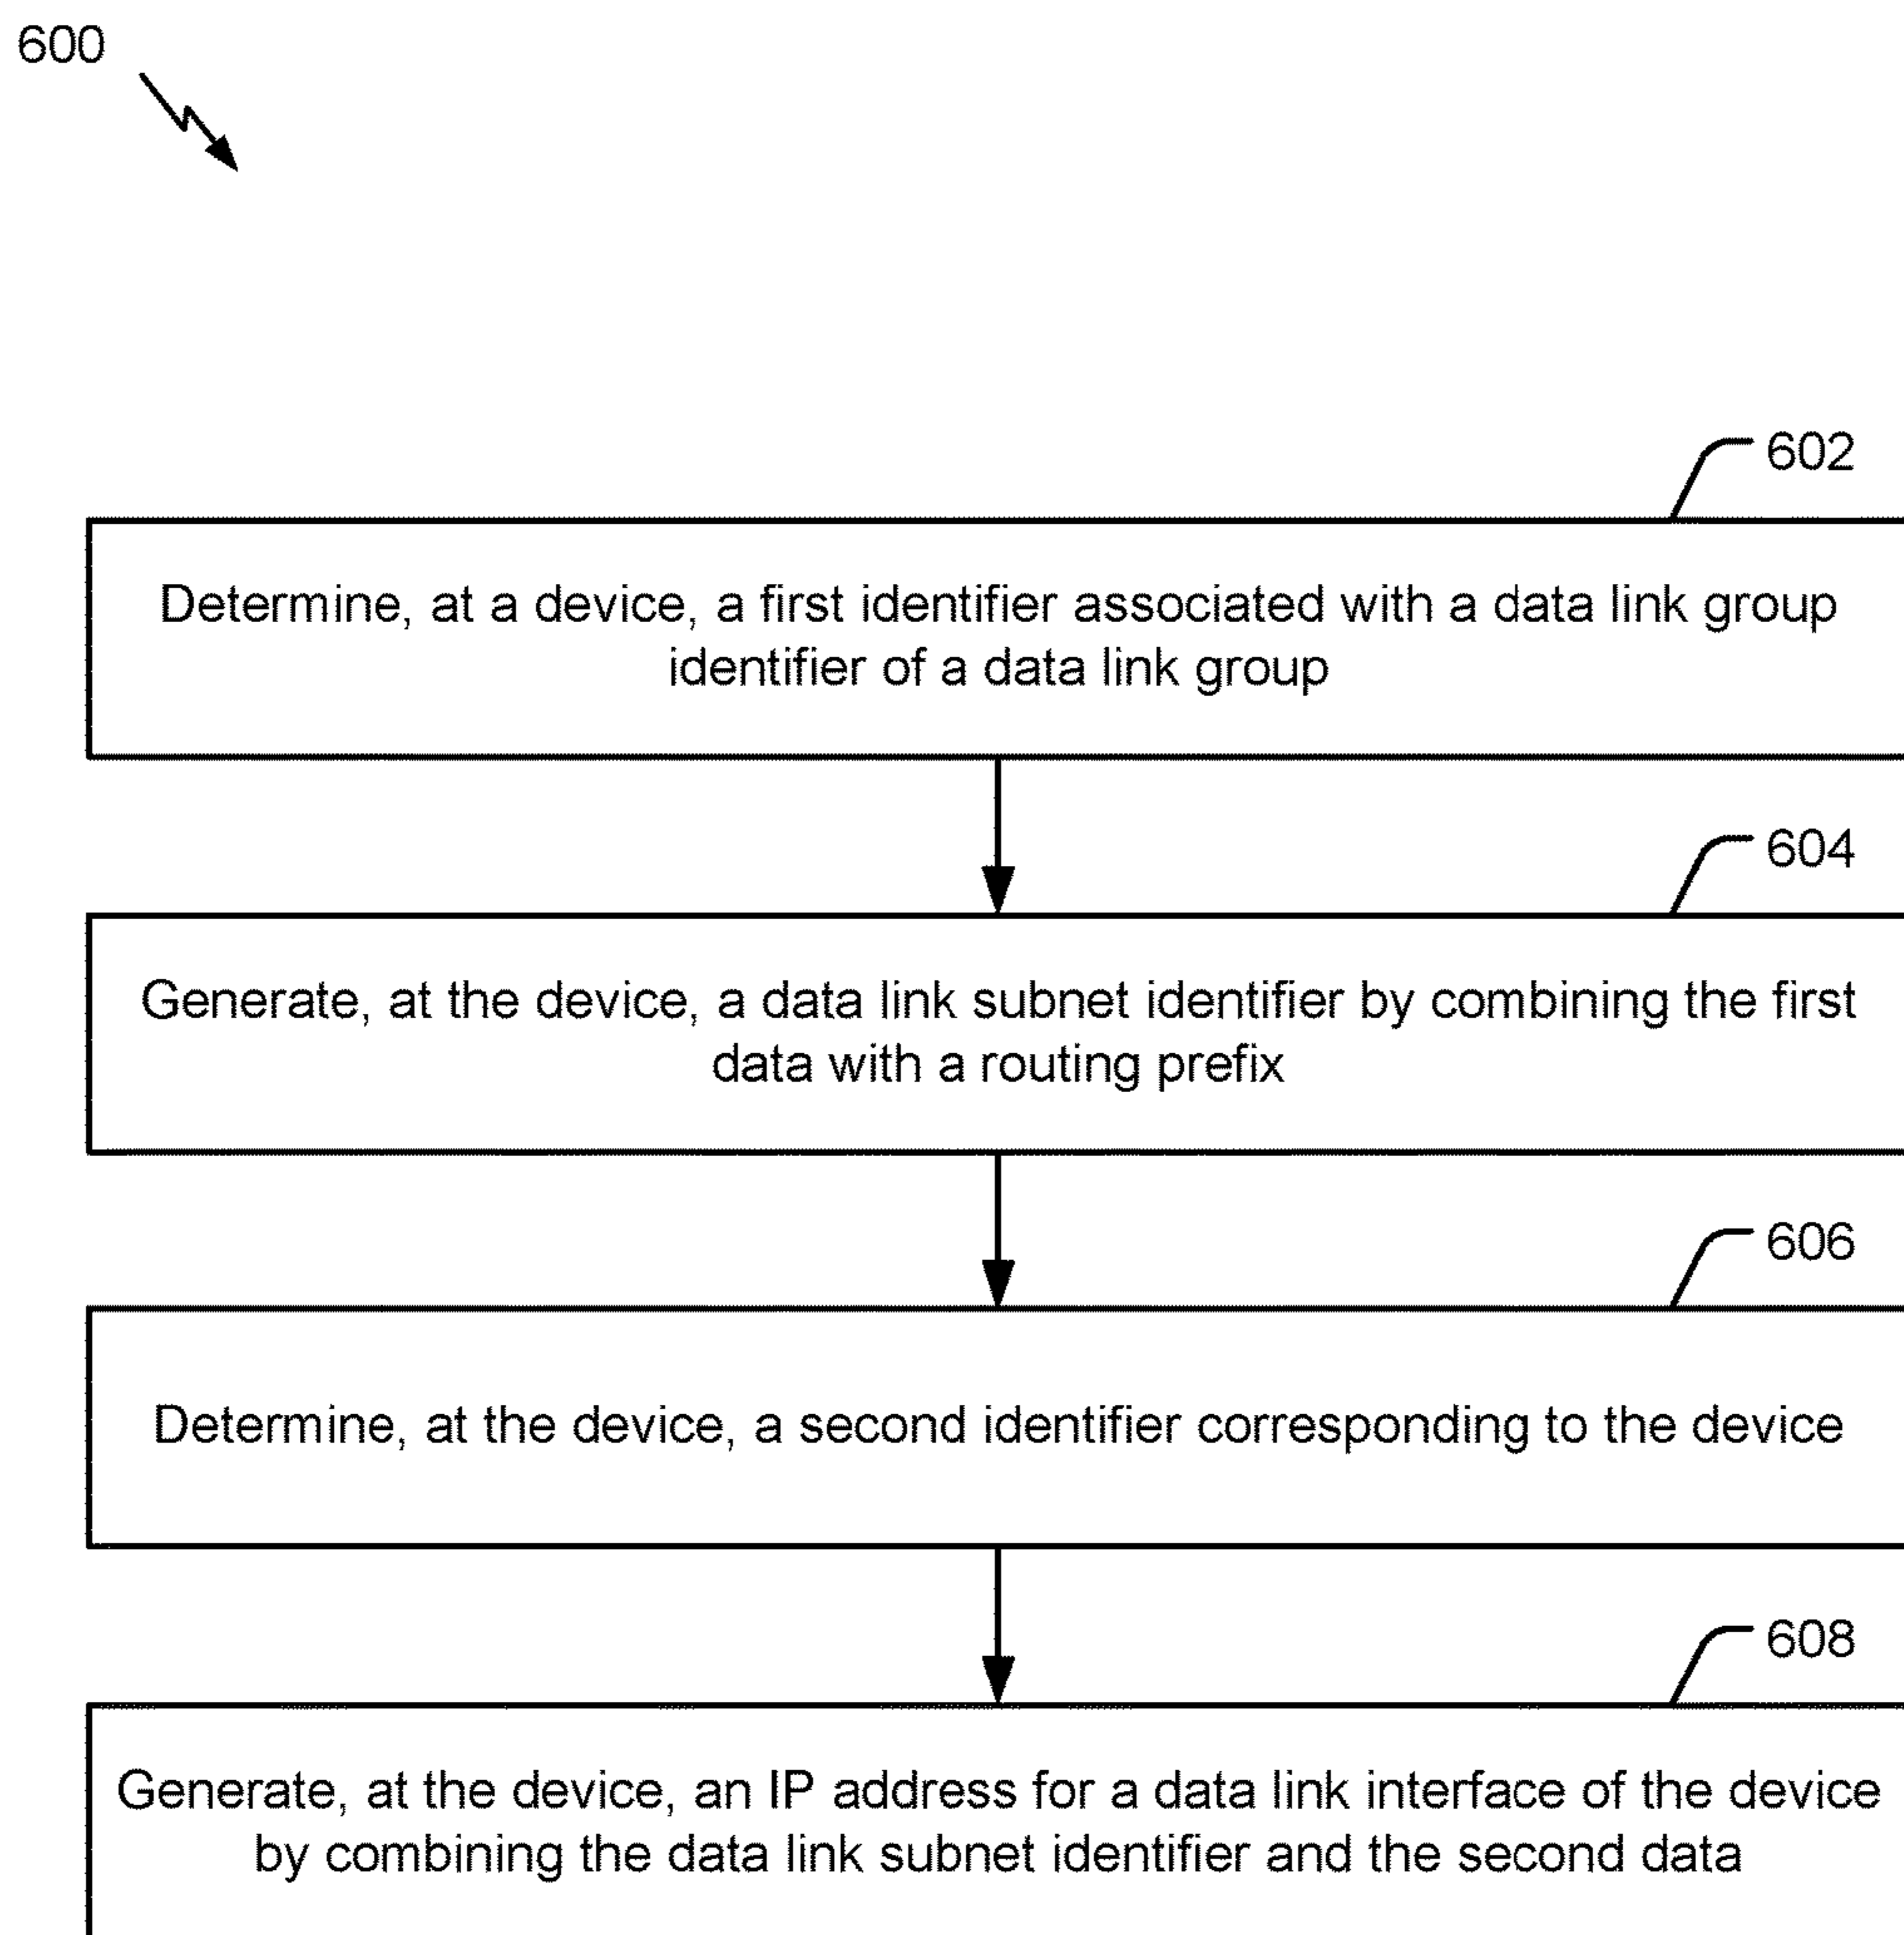 600
602
Determine, at a device, a first identifier associated with a data link group
identifier of a data link group
604
Generate, at the device, a data link subnet identifier by combining the first
data with a routing prefix
606
Determine, at the device, a second identifier corresponding to the device
608
Generate, at the device, an IP address for a data link interface of the device
by combining the data link subnet identifier and the second data